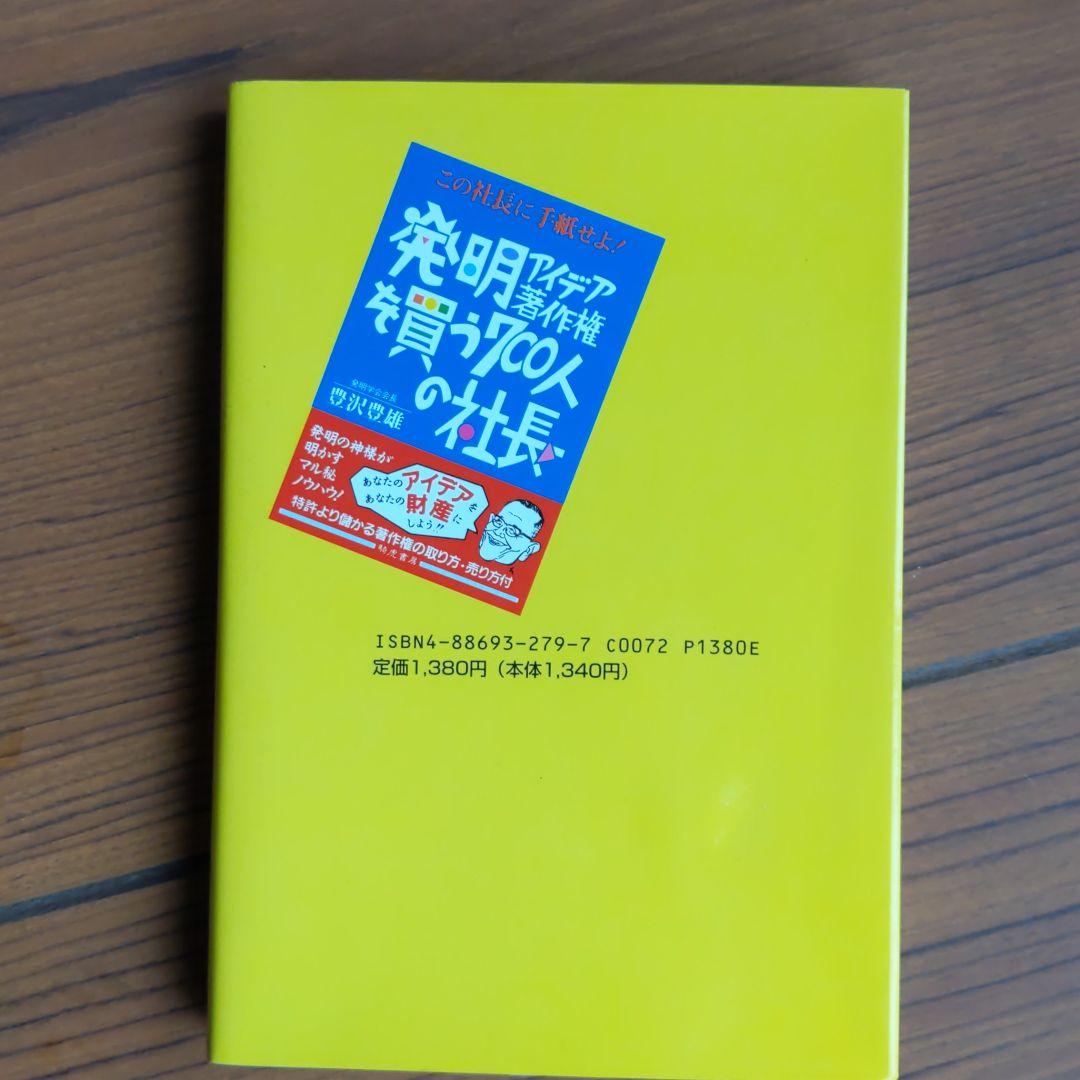 この社長に手紙せよ!
発明アイデア
著作権
を買う700人
の社長
発明学会会長
豊沢豊雄
発明の神様が
明かす
マル秘
ノウハウ!
あなたのアイデアを
あなたの財産に
しよう!!
特許より儲かる著作権の取り方・売り方付
騎虎書房
ISBN4-88693-279-7 C0072 P1380E
定価1,380円(本体1,340円)